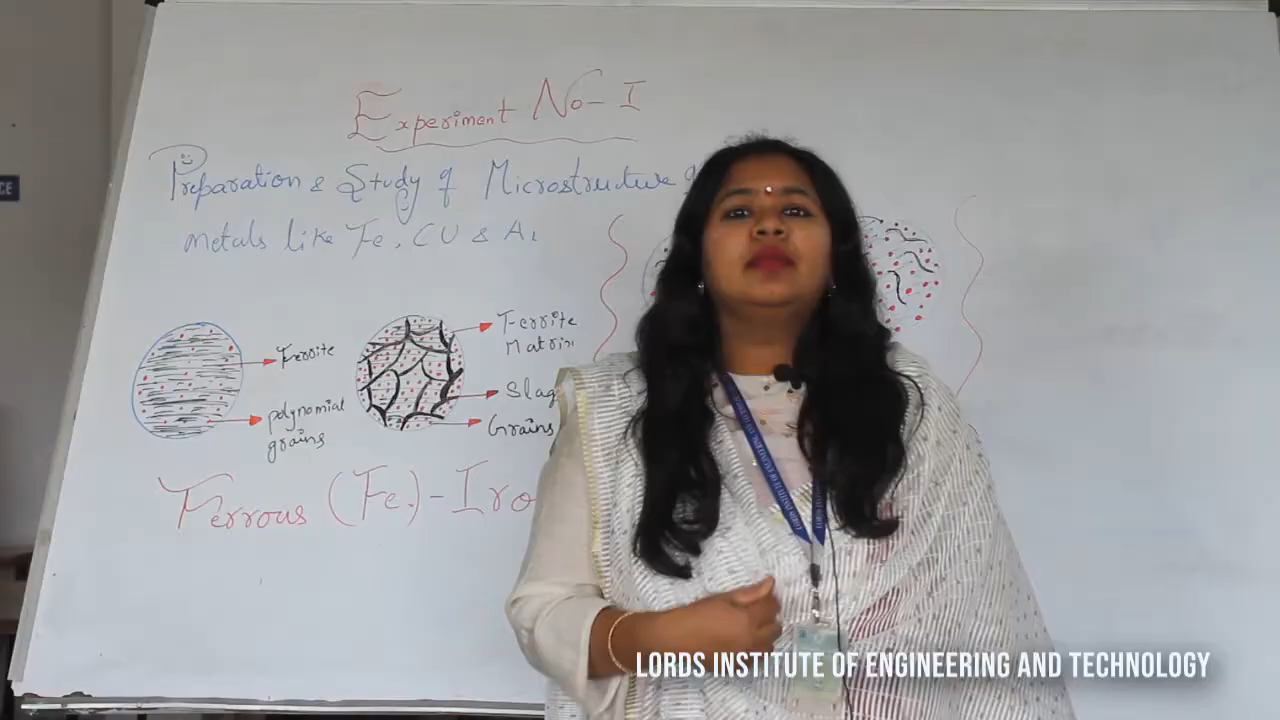 Experiment No- I
Preparation & Study of Microstructure
metals like Fe, CU & Al
Ferrite
polynomial
grains
Ferrite
Matrix
Slag
Grains
Ferrous (Fe.) - Iro
LORDS INSTITUTE OF ENGINEERING AND TECHNOLOGY